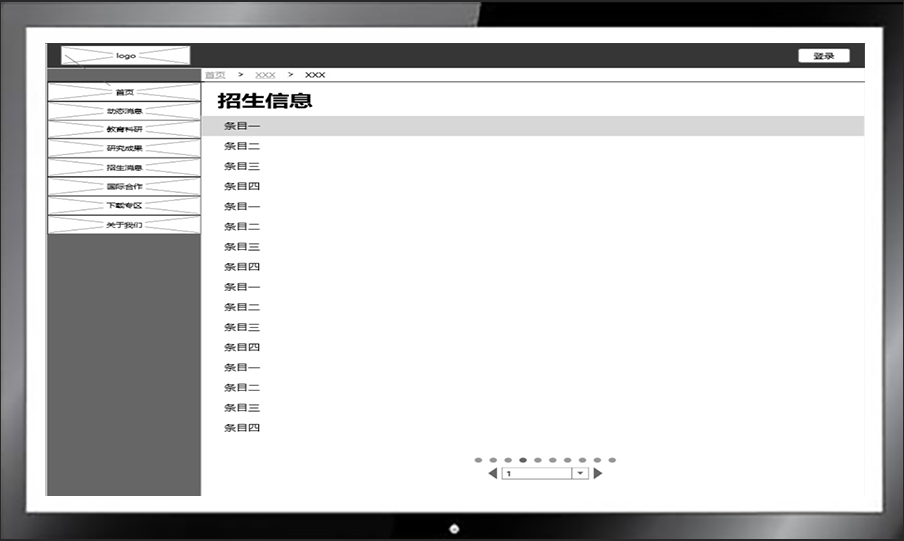 logo
登录
首页 > XXX > XXX
首页
动态消息
教育科研
研究成果
招生消息
国际合作
下载专区
关于我们
招生信息
条目一
条目二
条目三
条目四
条目一
条目二
条目三
条目四
条目一
条目二
条目三
条目四
条目一
条目二
条目三
条目四
1